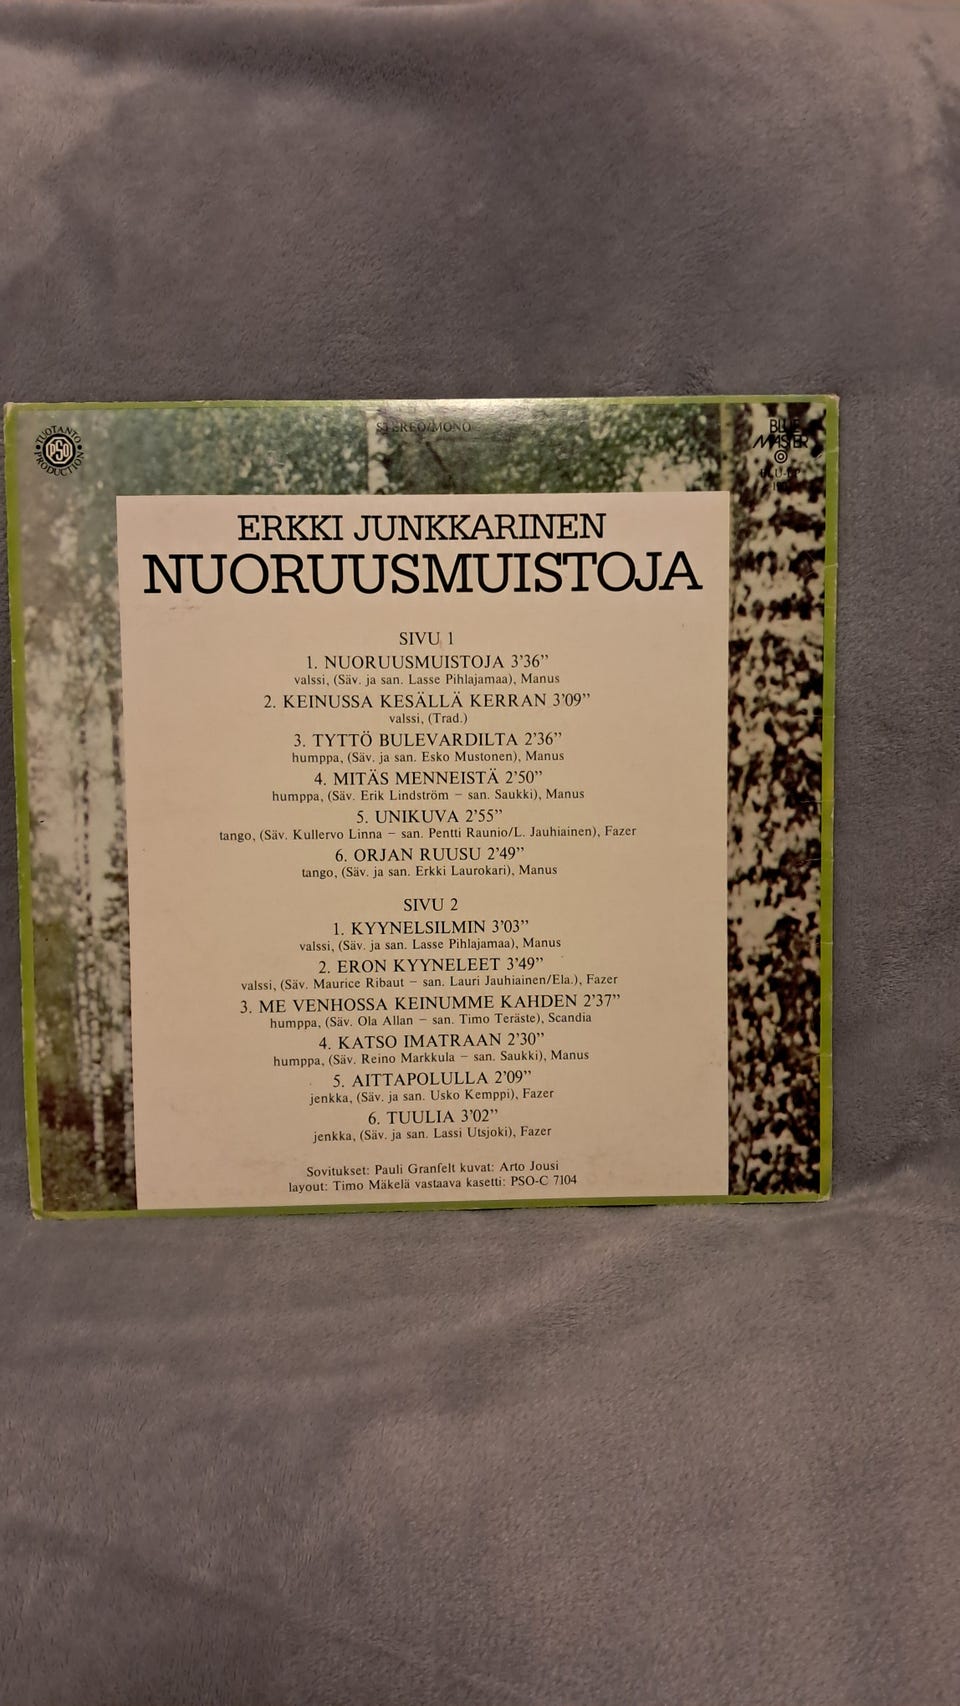 TUOTANTO
PSO
PRODUCTION
STEREO/MONO
BLUE
MASTER
ERKKI JUNKKARINEN
NUORUUSMUISTOJA
SIVU 1
1. NUORUUSMUISTOJA 3'36”
valssi, (Säv. ja san. Lasse Pihlajamaa), Manus
2. KEINUSSA KESÄLLÄ KERRAN 3'09”
valssi, (Trad.)
3. TYTTÖ BULEVARDILTA 2'36”
humppa, (Säv. ja san. Esko Mustonen), Manus
4. MITÄS MENNEISTÄ 2'50”
humppa, (Säv. Erik Lindström – san. Saukki), Manus
5. UNIKUVA 2'55”
tango, (Säv. Kullervo Linna – san. Pentti Raunio/L. Jauhiainen), Fazer
6. ORJAN RUUSU 2'49”
tango, (Säv. ja san. Erkki Laurokari), Manus
SIVU 2
1. KYYNELSILMIN 3'03”
valssi, (Säv. ja san. Lasse Pihlajamaa), Manus
2. ERON KYYNELEET 3'49”
valssi, (Säv. Maurice Ribaut – san. Lauri Jauhiainen/Ela.), Fazer
3. ME VENHOSSA KEINUMME KAHDEN 2'37”
humppa, (Säv. Ola Allan – san. Timo Teräste), Scandia
4. KATSO IMATRAAN 2'30”
humppa, (Säv. Reino Markkula – san. Saukki), Manus
5. AITTAPOLULLA 2'09”
jenkka, (Säv. ja san. Usko Kemppi), Fazer
6. TUULIA 3'02”
jenkka, (Säv. ja san. Lassi Utsjoki), Fazer
Sovitukset: Pauli Granfelt kuvat: Arto Jousi
layout: Timo Mäkelä vastaava kasetti: PSO-C 7104